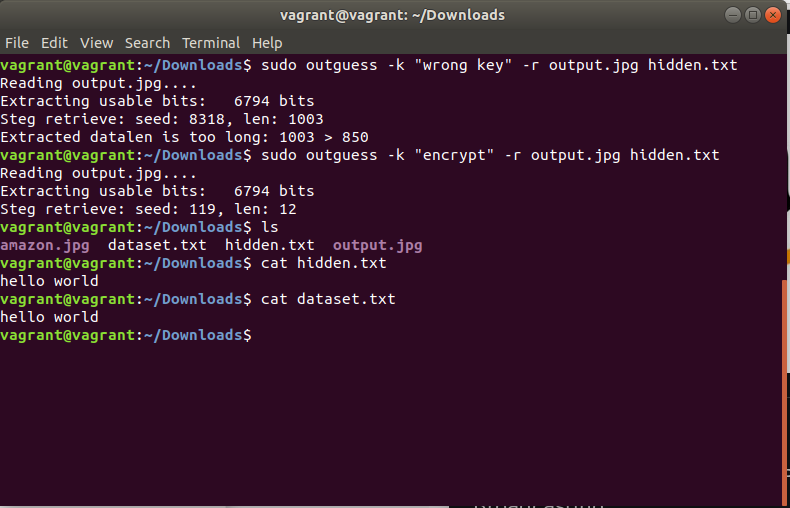 vagrant@vagrant: ~/Downloads
File Edit View Search Terminal Help
vagrant@vagrant:~/Downloads$ sudo outguess -k "wrong key" -r output.jpg hidden.txt
Reading output.jpg....
Extracting usable bits:   6794 bits
Steg retrieve: seed: 8318, len: 1003
Extracted datalen is too long: 1003 > 850
vagrant@vagrant:~/Downloads$ sudo outguess -k "encrypt" -r output.jpg hidden.txt
Reading output.jpg....
Extracting usable bits:   6794 bits
Steg retrieve: seed: 119, len: 12
vagrant@vagrant:~/Downloads$ ls
amazon.jpg  dataset.txt  hidden.txt  output.jpg
vagrant@vagrant:~/Downloads$ cat hidden.txt
hello world
vagrant@vagrant:~/Downloads$ cat dataset.txt
hello world
vagrant@vagrant:~/Downloads$